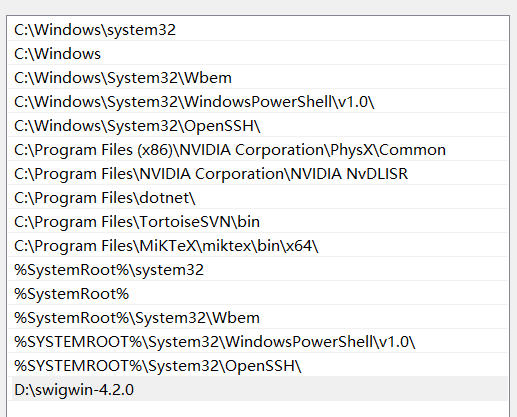 C:\Windows\system32
C:\Windows
C:\Windows\System32\Wbem
C:\Windows\System32\WindowsPowerShell\v1.0\
C:\Windows\System32\OpenSSH\
C:\Program Files (x86)\NVIDIA Corporation\PhysX\Common
C:\Program Files\NVIDIA Corporation\NVIDIA NvDLISR
C:\Program Files\dotnet\
C:\Program Files\TortoiseSVN\bin
C:\Program Files\MiKTeX\miktex\bin\x64\
%SystemRoot%\system32
%SystemRoot%
%SystemRoot%\System32\Wbem
%SYSTEMROOT%\System32\WindowsPowerShell\v1.0\
%SYSTEMROOT%\System32\OpenSSH\
D:\swigwin-4.2.0